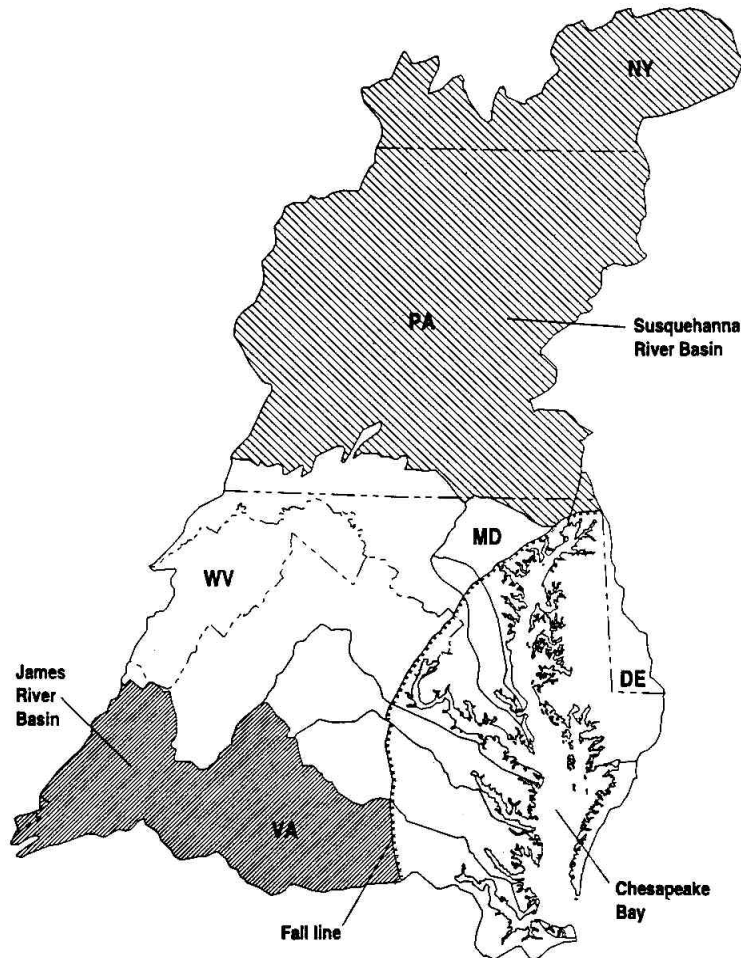 NY
PA
Susquehanna
River Basin
MD
WV
DE
James
River
Basin
VA
Chesapeake
Bay
Fall line